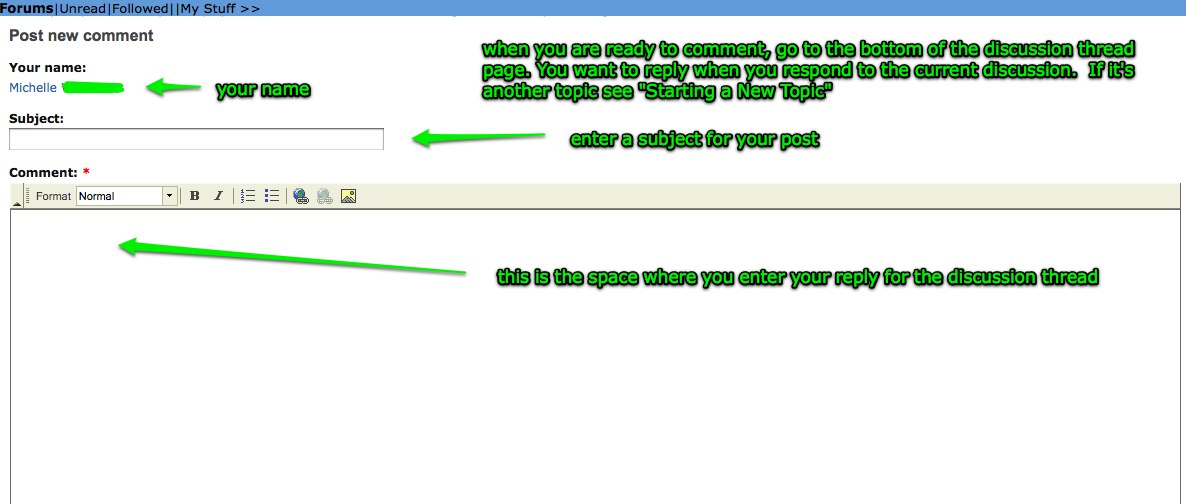 Forums|Unread|Followed||My Stuff >>
Post new comment
when you are ready to comment, go to the bottom of the discussion thread
page. You want to reply when you respond to the current discussion.  If it's
another topic see "Starting a New Topic"
Your name:
Michelle
your name
Subject:
enter a subject for your post
Comment: *
Format Normal B I
this is the space where you enter your reply for the discussion thread